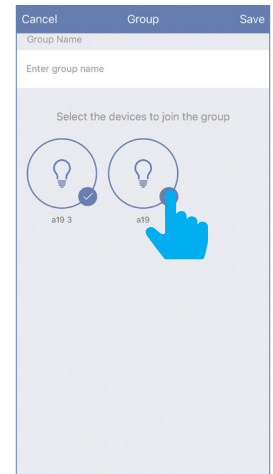 Cancel Group Save
Group Name
Enter group name
Select the devices to join the group
a19 3 a19